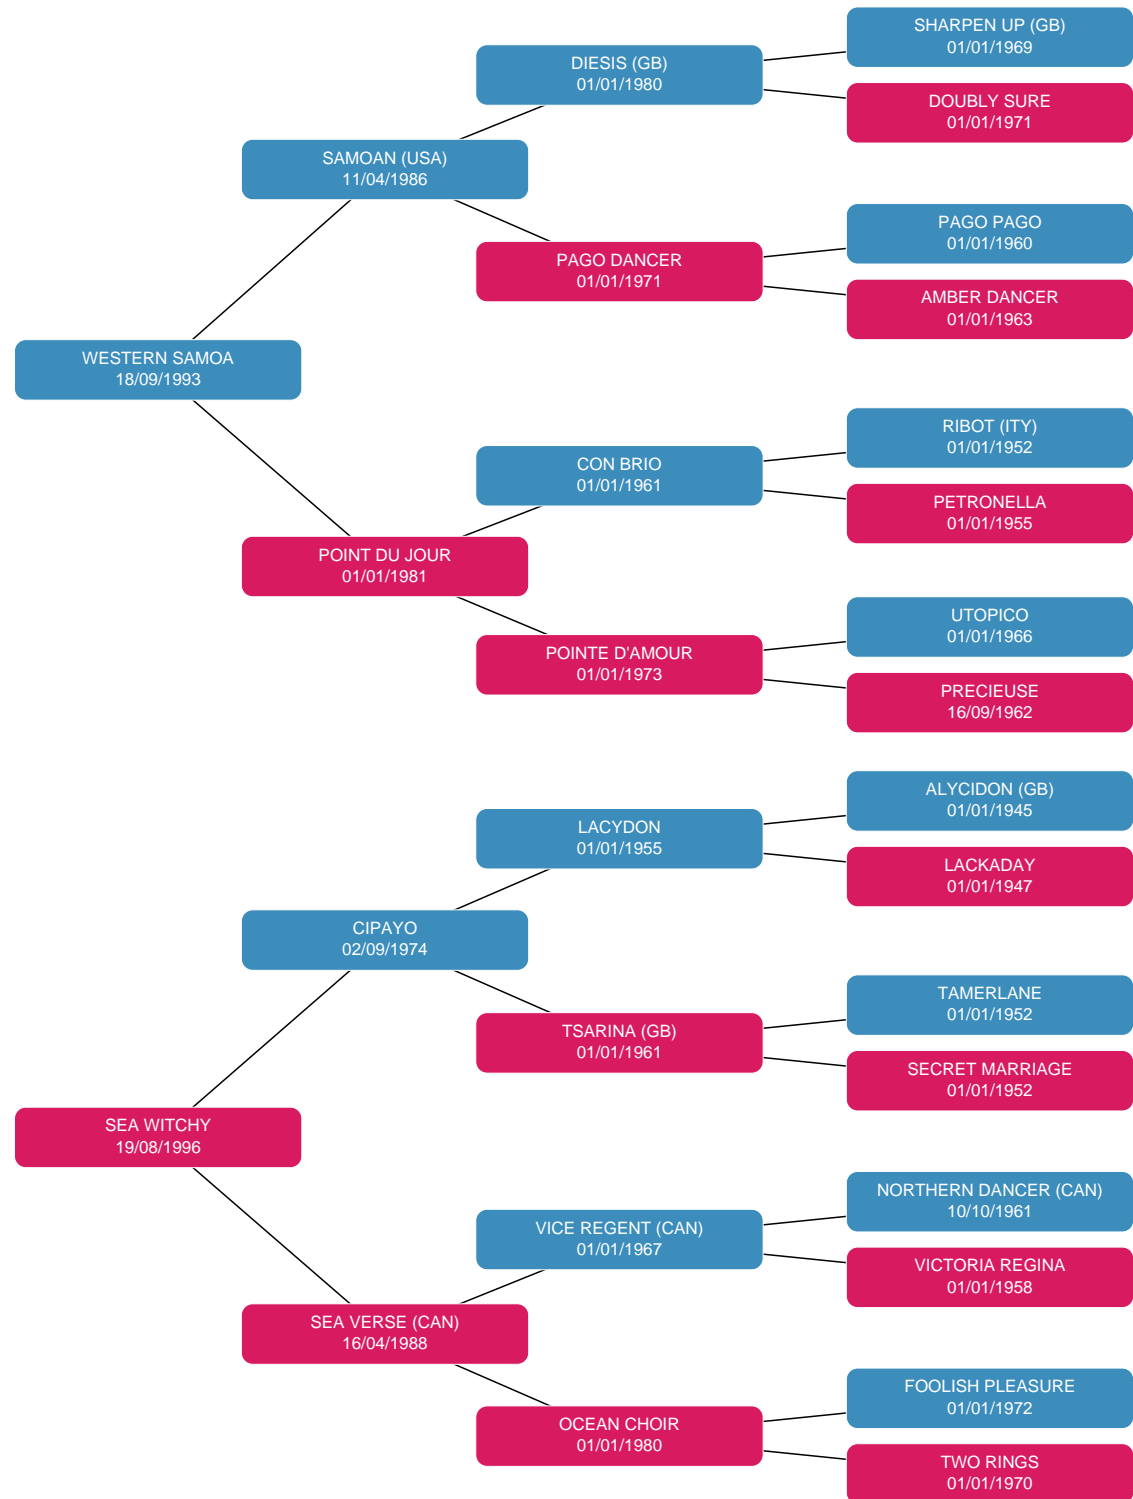 SHARPEN UP (GB)
01/01/1969
DIESIS (GB)
01/01/1980
DOUBLY SURE
01/01/1971
SAMOAN (USA)
11/04/1986
PAGO PAGO
01/01/1960
PAGO DANCER
01/01/1971
AMBER DANCER
01/01/1963
WESTERN SAMOA
18/09/1993
RIBOT (ITY)
01/01/1952
CON BRIO
01/01/1961
PETRONELLA
01/01/1955
POINT DU JOUR
01/01/1981
UTOPICO
01/01/1966
POINTE D'AMOUR
01/01/1973
PRECIEUSE
16/09/1962
ALYCIDON (GB)
01/01/1945
LACYDON
01/01/1955
LACKADAY
01/01/1947
CIPAYO
02/09/1974
TAMERLANE
01/01/1952
TSARINA (GB)
01/01/1961
SECRET MARRIAGE
01/01/1952
SEA WITCHY
19/08/1996
NORTHERN DANCER (CAN)
10/10/1961
VICE REGENT (CAN)
01/01/1967
VICTORIA REGINA
01/01/1958
SEA VERSE (CAN)
16/04/1988
FOOLISH PLEASURE
01/01/1972
OCEAN CHOIR
01/01/1980
TWO RINGS
01/01/1970